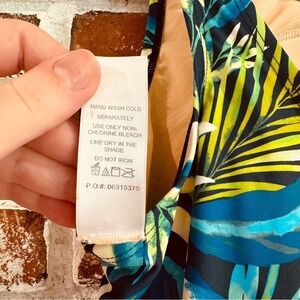 HAND WASH COLD
SEPARATELY
USE ONLY NON-
CHLORINE BLEACH
LINE DRY IN THE
SHADE
DO NOT IRON
P.O.#: 06915375